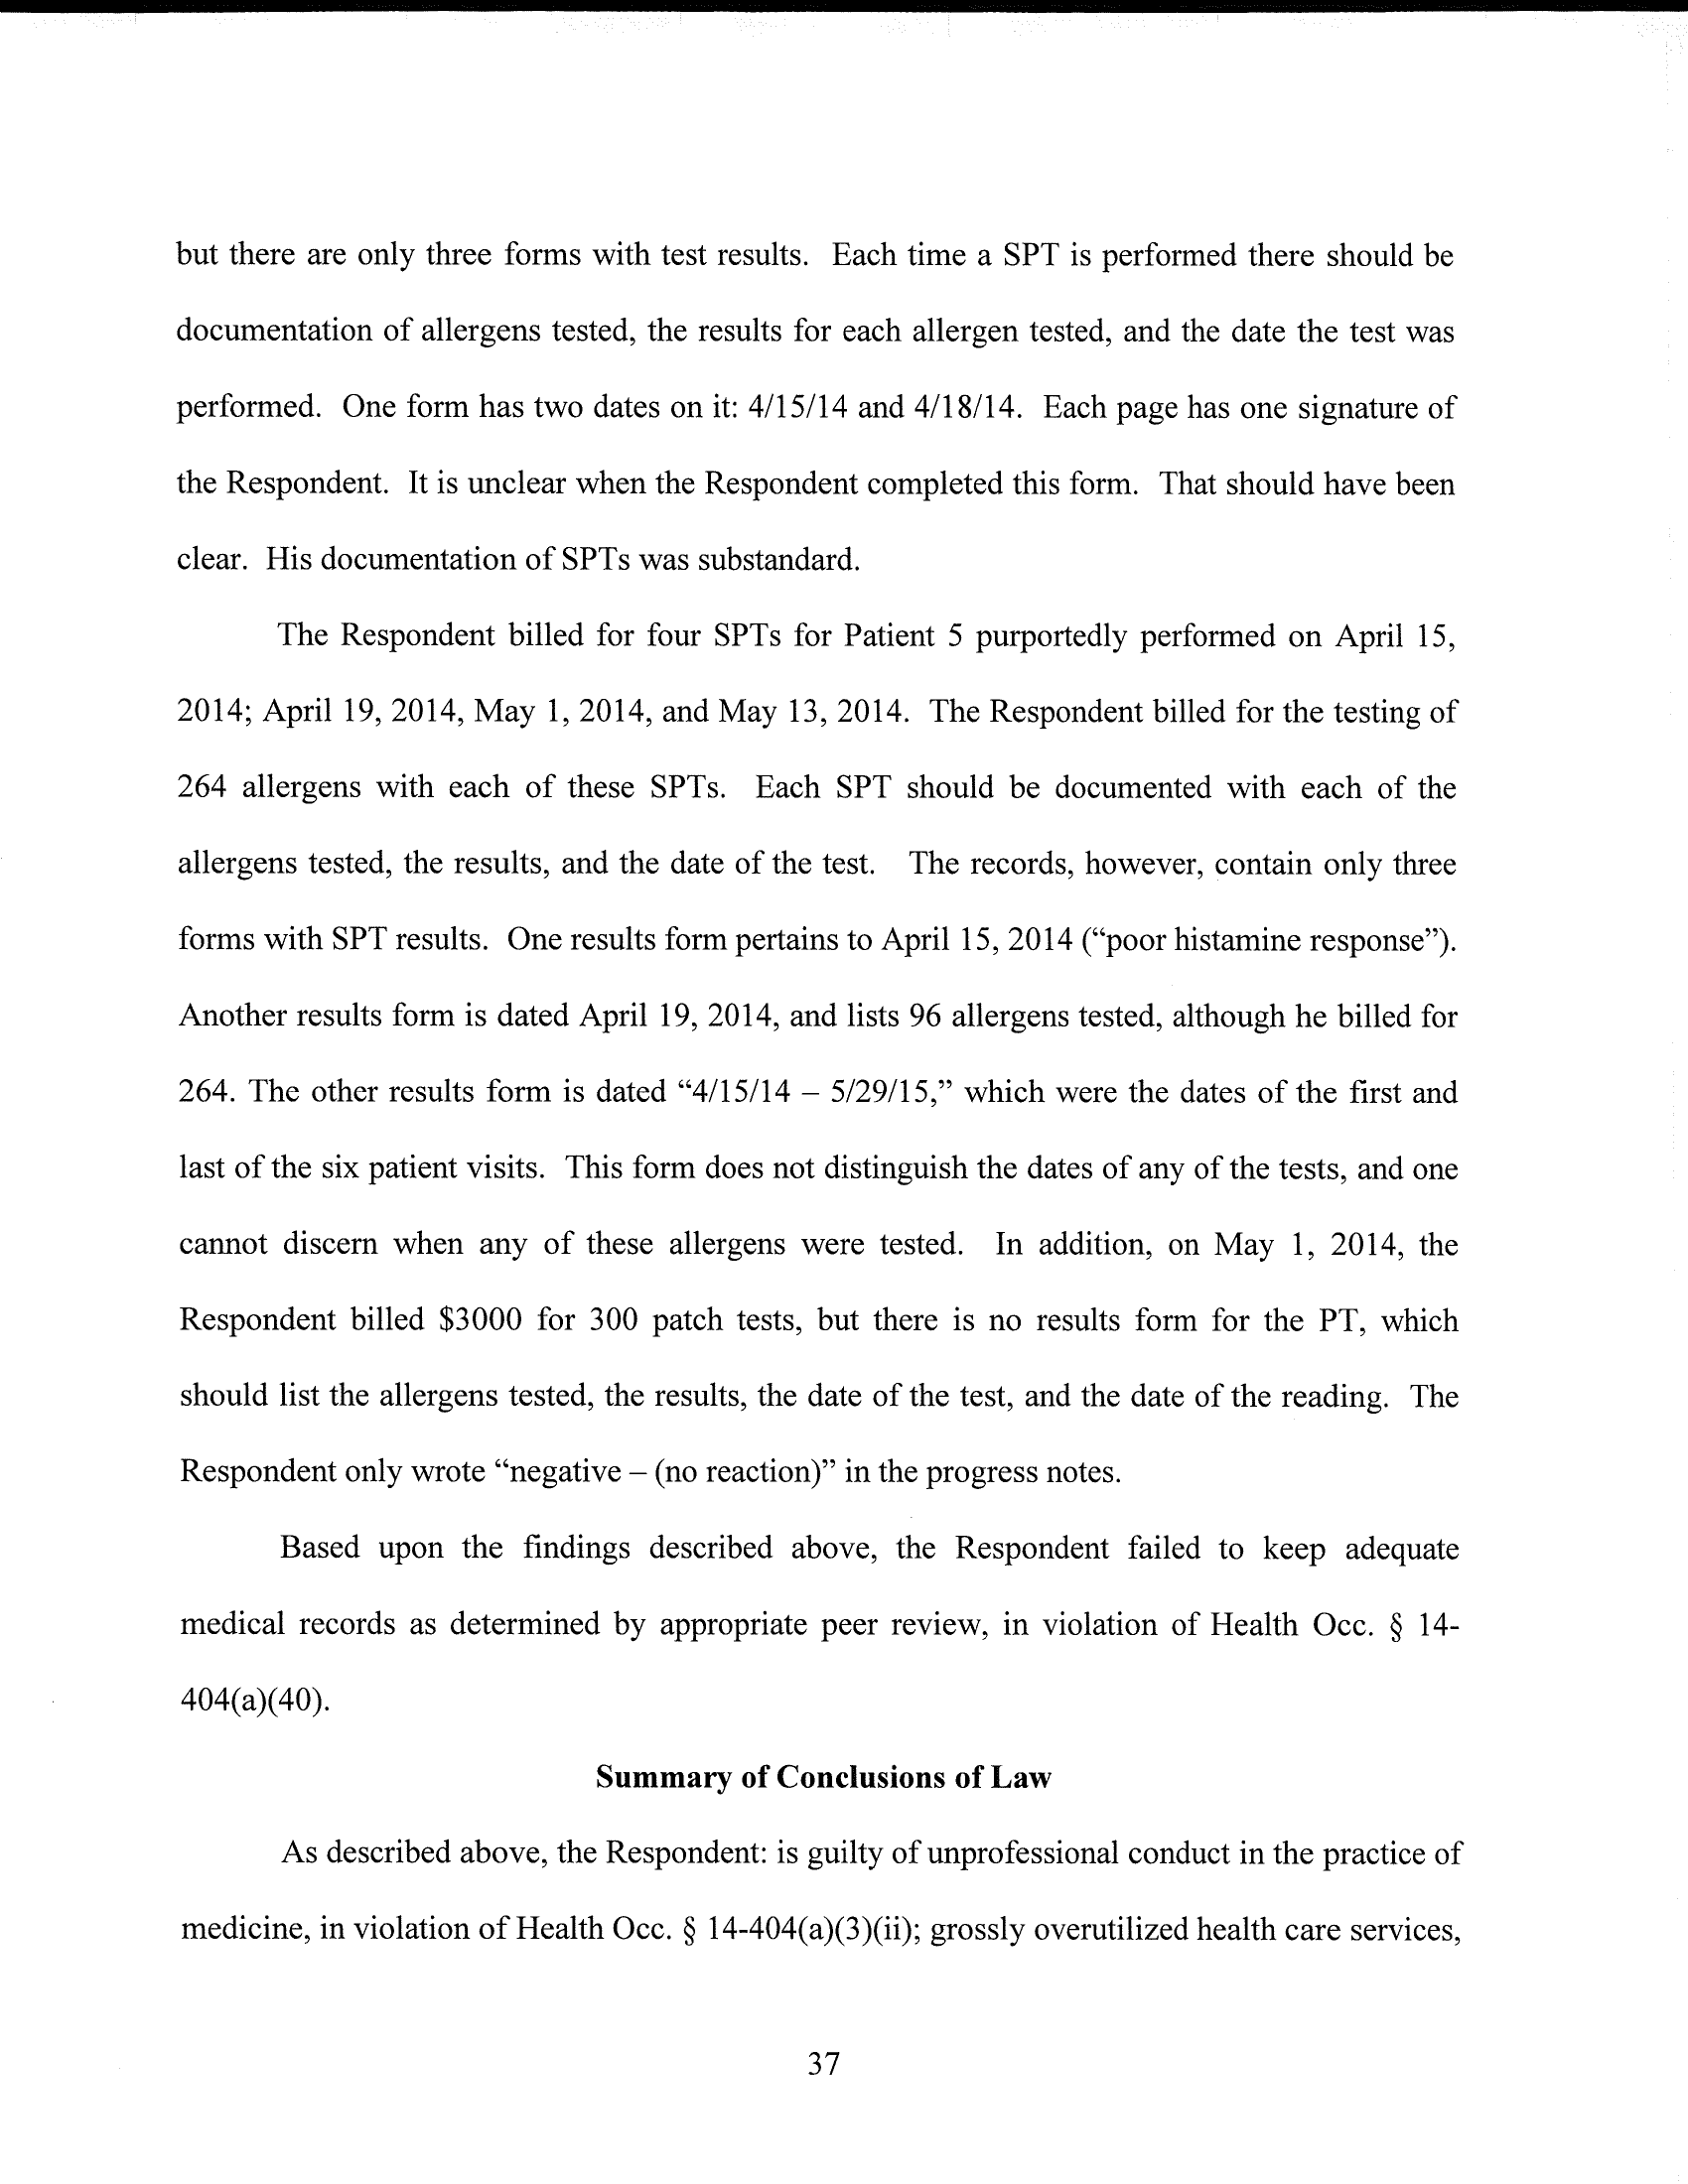 but there are only three forms with test results. Each time a SPT is performed there should be
documentation of allergens tested, the results for each allergen tested, and the date the test was
performed. One form has two dates on it: 4/15/14 and 4/18/14. Each page has one signature of
the Respondent. It is unclear when the Respondent completed this form. That should have been
clear. His documentation of SPTs was substandard.
The Respondent billed for four SPTs for Patient 5 purportedly performed on April 15,
2014; April 19, 2014, May 1, 2014, and May 13, 2014. The Respondent billed for the testing of
264 allergens with each of these SPTs. Each SPT should be documented with each of the
allergens tested, the results, and the date of the test. The records, however, contain only three
forms with SPT results. One results form pertains to April 15, 2014 (“poor histamine response”).
Another results form is dated April 19, 2014, and lists 96 allergens tested, although he billed for
264. The other results form is dated “4/15/14 – 5/29/15,” which were the dates of the first and
last of the six patient visits. This form does not distinguish the dates of any of the tests, and one
cannot discern when any of these allergens were tested. In addition, on May 1, 2014, the
Respondent billed $3000 for 300 patch tests, but there is no results form for the PT, which
should list the allergens tested, the results, the date of the test, and the date of the reading. The
Respondent only wrote “negative – (no reaction)” in the progress notes.
Based upon the findings described above, the Respondent failed to keep adequate
medical records as determined by appropriate peer review, in violation of Health Occ. § 14-
404(a)(40).
Summary of Conclusions of Law
As described above, the Respondent: is guilty of unprofessional conduct in the practice of
medicine, in violation of Health Occ. § 14-404(a)(3)(ii); grossly overutilized health care services,
37